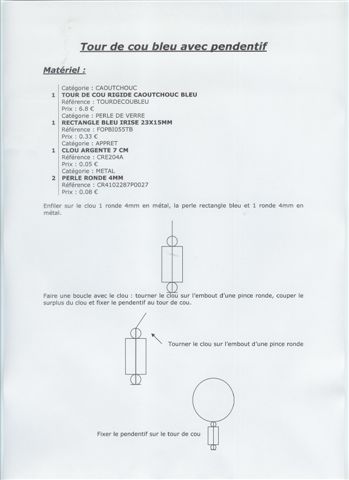 Tour de cou bleu avec pendentif
Matériel :
Catégorie : CAOUTCHOUC
1 TOUR DE COU RIGIDE CAOUTCHOUC BLEU
Référence : TOURDECOUBLEU
Prix : 6.8 €
Catégorie : PERLE DE VERRE
1 RECTANGLE BLEU IRISE 23X15MM
Référence : FOPBI055TB
Prix : 0.33 €
Catégorie : APPRET
1 CLOU ARGENTE 7 CM
Référence : CRE204A
Prix : 0.05 €
Catégorie : METAL
2 PERLE RONDE 4MM
Référence : CR4102287P0027
Prix : 0.08 €
Enfiler sur le clou 1 ronde 4mm en métal, la perle rectangle bleu et 1 ronde 4mm en
métal.
Faire une boucle avec le clou : tourner le clou sur l'embout d'une pince ronde, couper le
surplus du clou et fixer le pendentif au tour de cou.
Tourner le clou sur l'embout d'une pince ronde
Fixer le pendentif sur le tour de cou